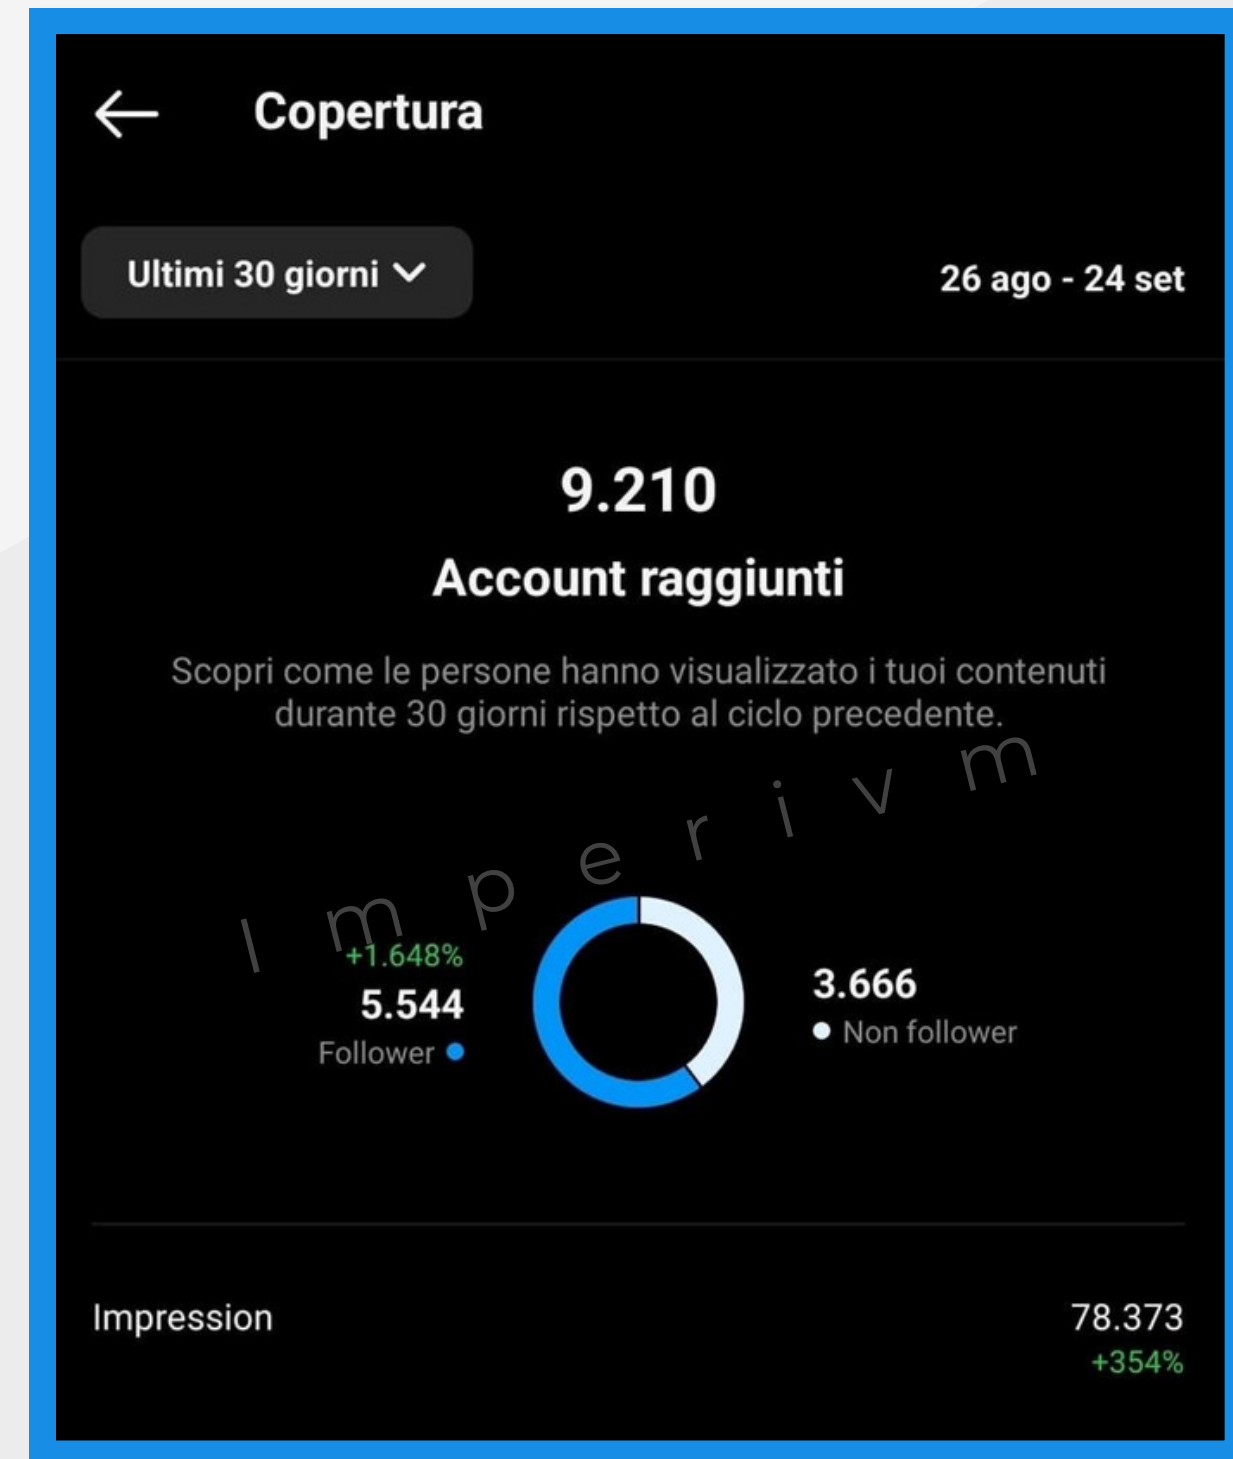 Copertura
Ultimi 30 giorni
26 ago - 24 set
9.210
Account raggiunti
Scopri come le persone hanno visualizzato i tuoi contenuti
durante 30 giorni rispetto al ciclo precedente.
Imperivm
+1.648%
5.544
Follower
3.666
Non follower
Impression
78.373
+354%